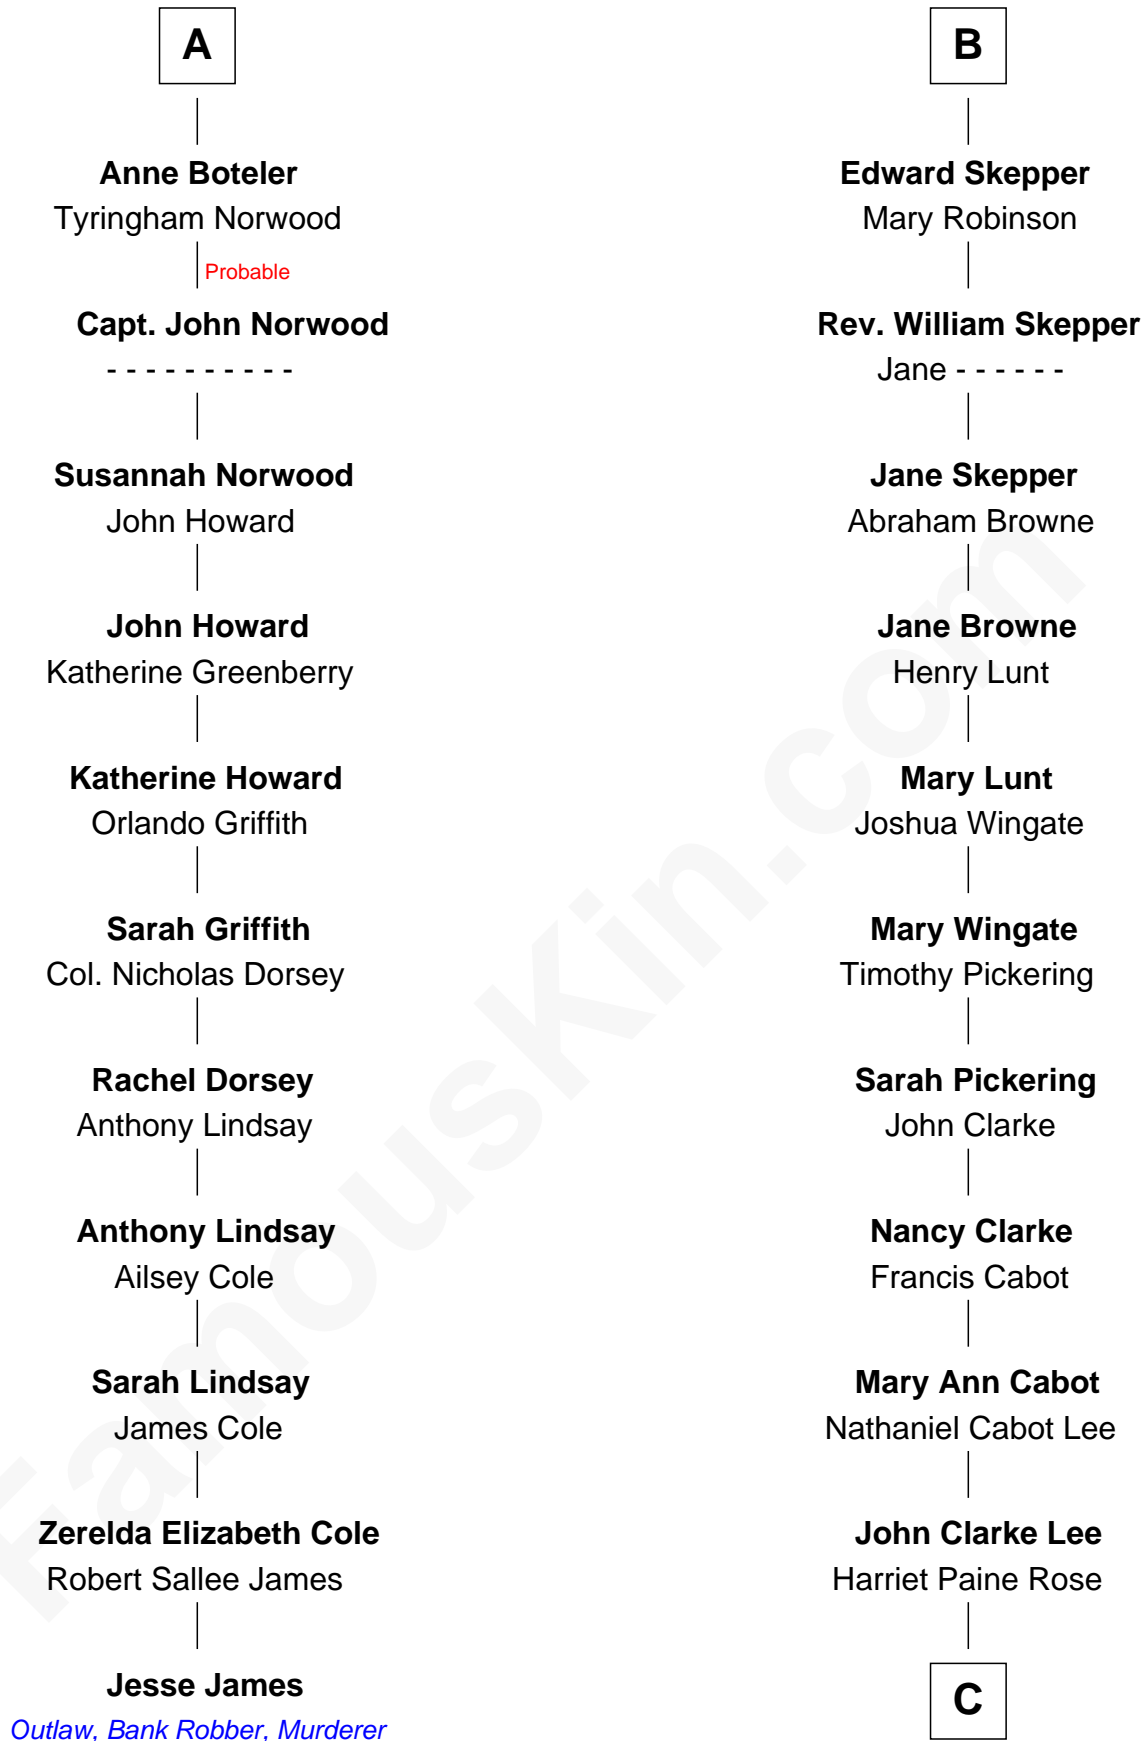 A
Anne Boteler
Tyringham Norwood
Probable
Capt. John Norwood
- - - - - - - - - -
Susannah Norwood
John Howard
John Howard
Katherine Greenberry
Katherine Howard
Orlando Griffith
Sarah Griffith
Col. Nicholas Dorsey
Rachel Dorsey
Anthony Lindsay
Anthony Lindsay
Ailsey Cole
Sarah Lindsay
James Cole
Zerelda Elizabeth Cole
Robert Sallee James
Jesse James
Outlaw, Bank Robber, Murderer
B
Edward Skepper
Mary Robinson
Rev. William Skepper
Jane - - - - - -
Jane Skepper
Abraham Browne
Jane Browne
Henry Lunt
Mary Lunt
Joshua Wingate
Mary Wingate
Timothy Pickering
Sarah Pickering
John Clarke
Nancy Clarke
Francis Cabot
Mary Ann Cabot
Nathaniel Cabot Lee
John Clarke Lee
Harriet Paine Rose
C
FamousKin.com